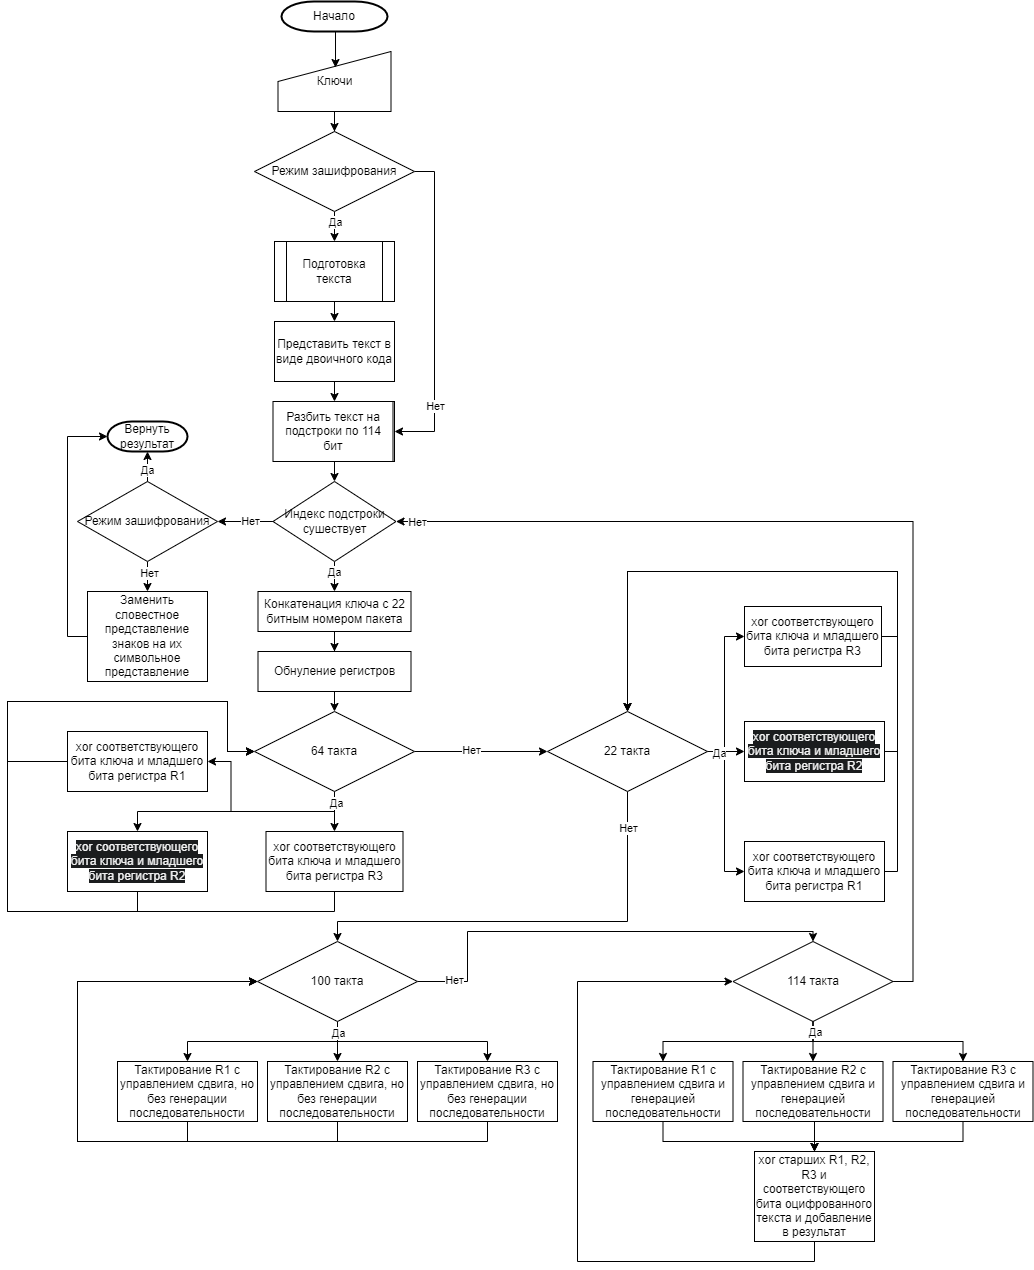 Начало
Ключи
Режим зашифрования
Да
Подготовка
текста
Представить текст в
виде двоичного кода
Нет
Разбить текст на
подстроки по 114
бит
Вернуть
результат
Да
Режим зашифрования
Нет
Индекс подстроки
сушествует
Нет
Нет
Да
Заменить
словестное
представление
знаков на их
символьное
представление
Конкатенация ключа с 22
битным номером пакета
Обнуление регистров
64 такта
Нет
22 такта
Да
хог соответствующего
бита ключа и младшего
бита регистра R3
хог соответствующего
бита ключа и младшего
бита регистра R2
хог соответствующего
бита ключа и младшего
бита регистра R1
хог соответствующего
бита ключа и младшего
бита регистра R1
Да
хог соответствующего
бита ключа и младшего
бита регистра R2
хог соответствующего
бита ключа и младшего
бита регистра R3
Нет
100 такта
Нет
114 такта
Да
Да
Тактирование R1 с
управлением сдвига, но
без генерации
последовательности
Тактирование R2 с
управлением сдвига, но
без генерации
последовательности
Тактирование R3 с
управлением сдвига, но
без генерации
последовательности
Тактирование R1 с
управлением сдвига и
генерацией
последовательности
Тактирование R2 с
управлением сдвига и
генерацией
последовательности
Тактирование R3 с
управлением сдвига и
генерацией
последовательности
хог старших R1, R2,
R3 и
соответствующего
бита оцифрованного
текста и добавление
в результат